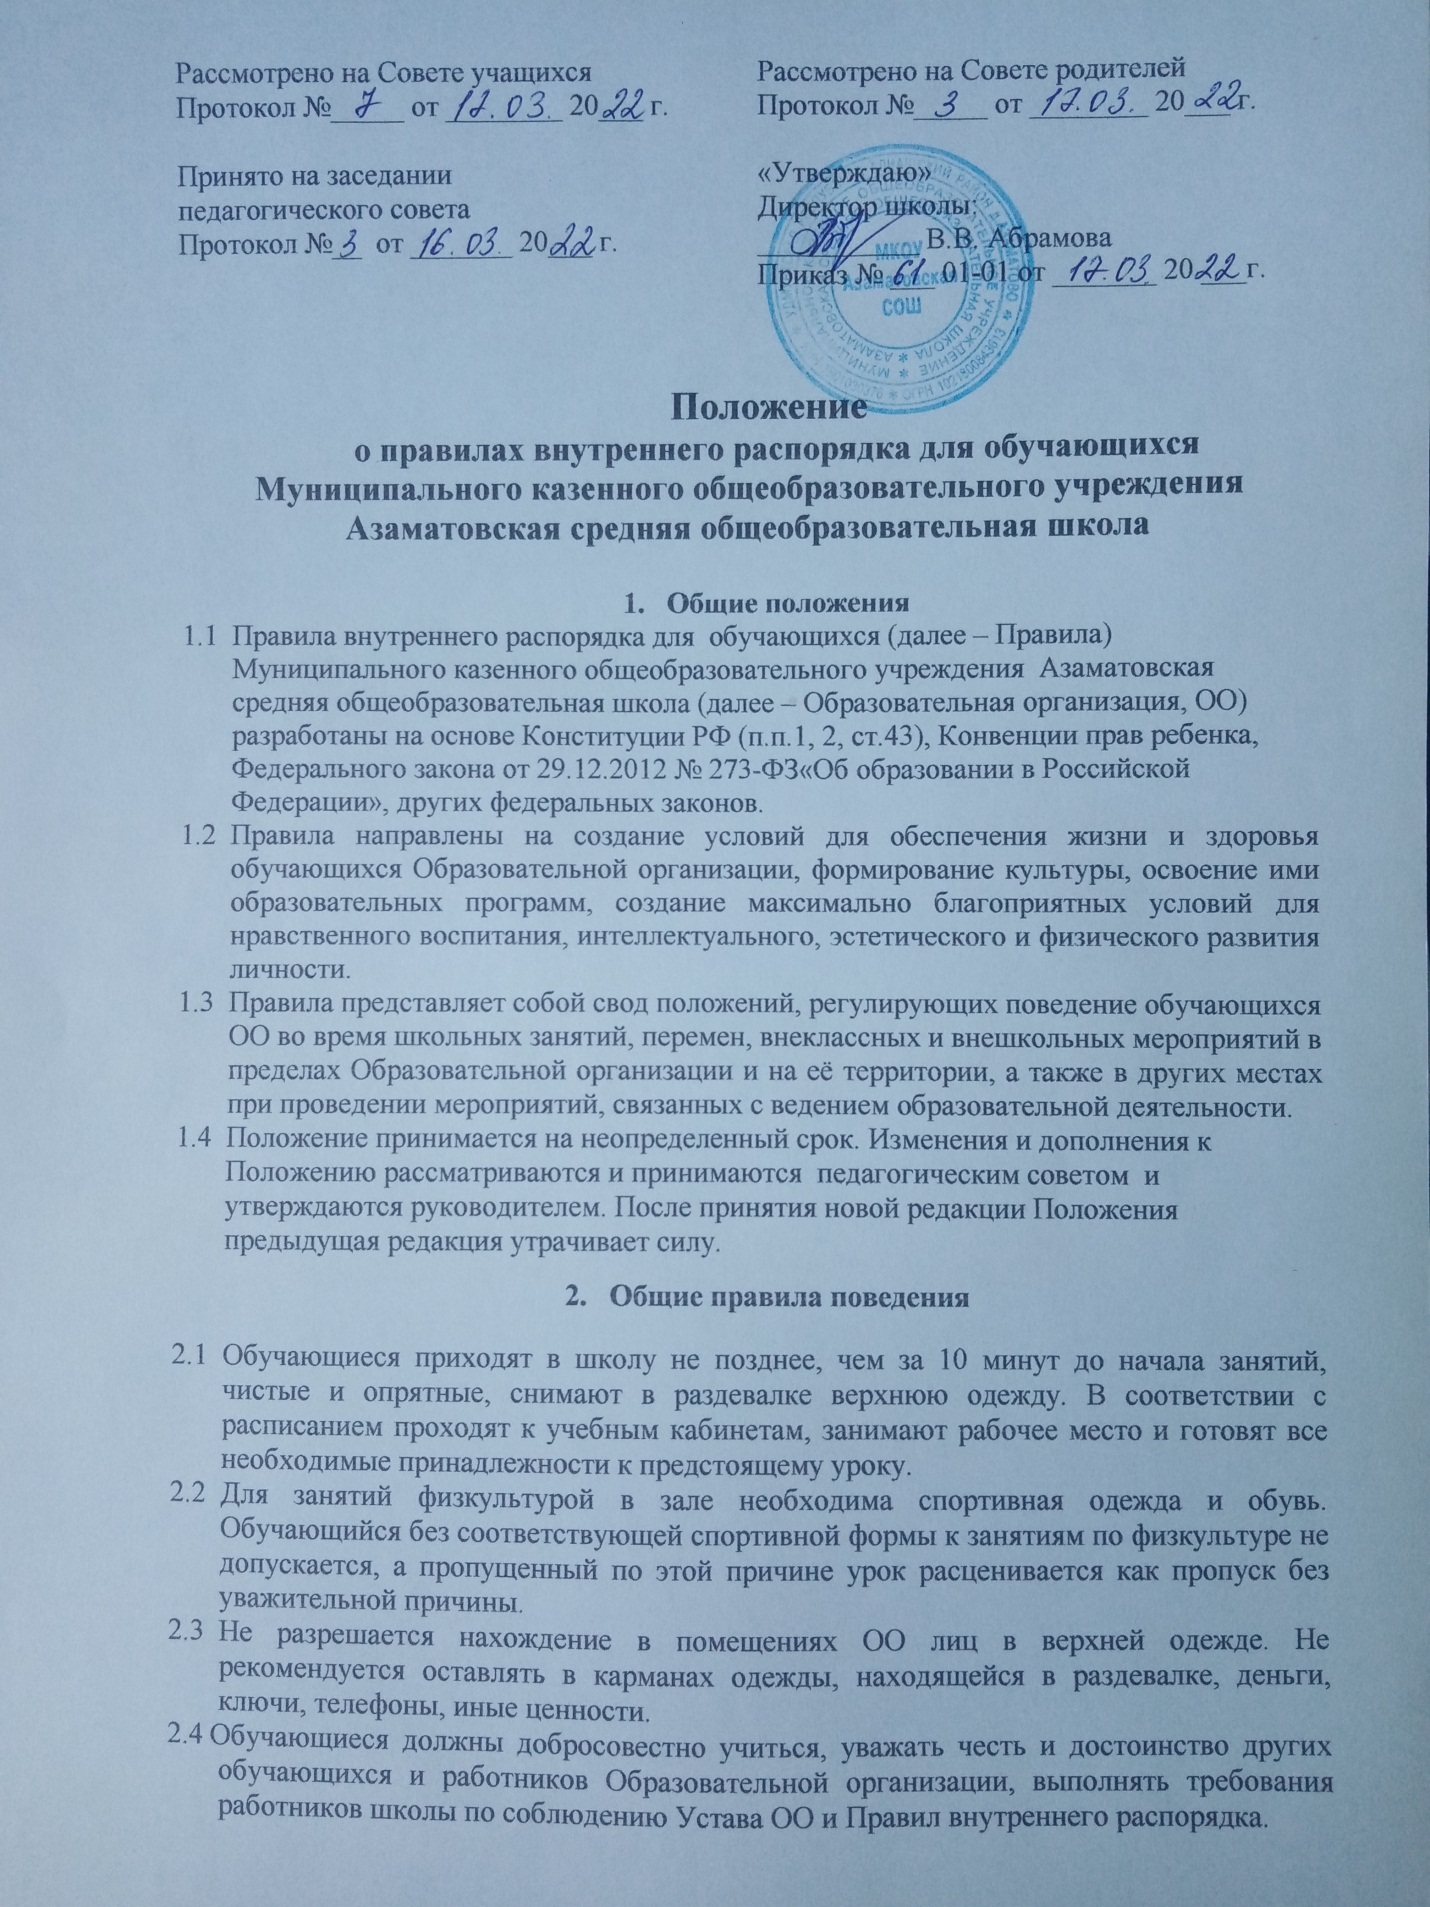 Рассмотрено на Совете учащихся
Протокол № 7 от 17.03. 2022 г.
Рассмотрено на Совете родителей
Протокол № 3 от 17.03. 2022г.
Принято на заседании
педагогического совета
Протокол № 3 от 16.03. 2022 г.
«Утверждаю»
Директор школы:
В.В. Абрамова
Приказ № 61 01-01 от 17.03. 2022 г.
МКОУ
Азаматовская
СОШ
Положение
о правилах внутреннего распорядка для обучающихся
Муниципального казенного общеобразовательного учреждения
Азаматовская средняя общеобразовательная школа
1. Общие положения
1.1 Правила внутреннего распорядка для обучающихся (далее – Правила)
Муниципального казенного общеобразовательного учреждения Азаматовская
средняя общеобразовательная школа (далее – Образовательная организация, ОО)
разработаны на основе Конституции РФ (п.п.1, 2, ст.43), Конвенции прав ребенка,
Федерального закона от 29.12.2012 № 273-ФЗ«Об образовании в Российской
Федерации», других федеральных законов.
1.2 Правила направлены на создание условий для обеспечения жизни и здоровья
обучающихся Образовательной организации, формирование культуры, освоение ими
образовательных программ, создание максимально благоприятных условий для
нравственного воспитания, интеллектуального, эстетического и физического развития
личности.
1.3 Правила представляет собой свод положений, регулирующих поведение обучающихся
ОО во время школьных занятий, перемен, внеклассных и внешкольных мероприятий в
пределах Образовательной организации и на её территории, а также в других местах
при проведении мероприятий, связанных с ведением образовательной деятельности.
1.4 Положение принимается на неопределенный срок. Изменения и дополнения к
Положению рассматриваются и принимаются педагогическим советом и
утверждаются руководителем. После принятия новой редакции Положения
предыдущая редакция утрачивает силу.
2. Общие правила поведения
2.1 Обучающиеся приходят в школу не позднее, чем за 10 минут до начала занятий,
чистые и опрятные, снимают в раздевалке верхнюю одежду. В соответствии с
расписанием проходят к учебным кабинетам, занимают рабочее место и готовят все
необходимые принадлежности к предстоящему уроку.
2.2 Для занятий физкультурой в зале необходима спортивная одежда и обувь.
Обучающийся без соответствующей спортивной формы к занятиям по физкультуре не
допускается, а пропущенный по этой причине урок расценивается как пропуск без
уважительной причины.
2.3 Не разрешается нахождение в помещениях ОО лиц в верхней одежде. Не
рекомендуется оставлять в карманах одежды, находящейся в раздевалке, деньги,
ключи, телефоны, иные ценности.
2.4 Обучающиеся должны добросовестно учиться, уважать честь и достоинство других
обучающихся и работников Образовательной организации, выполнять требования
работников школы по соблюдению Устава ОО и Правил внутреннего распорядка.